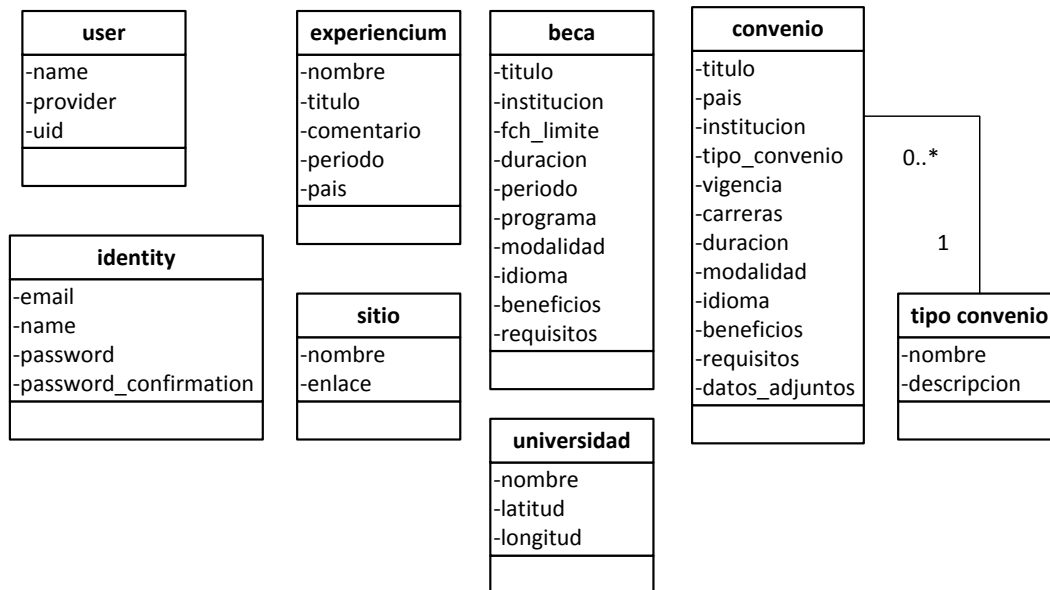 user
-name
-provider
-uid
experiencium
-nombre
-titulo
-comentario
-periodo
-pais
beca
-titulo
-institucion
-fch_limite
-duracion
-periodo
-programa
-modalidad
-idioma
-beneficios
-requisitos
convenio
-titulo
-pais
-institucion
-tipo_convenio
-vigencia
-carreras
-duracion
-modalidad
-idioma
-beneficios
-requisitos
-datos_adjuntos
0..*
1
identity
-email
-name
-password
-password_confirmation
sitio
-nombre
-enlace
tipo convenio
-nombre
-descripcion
universidad
-nombre
-latitud
-longitud